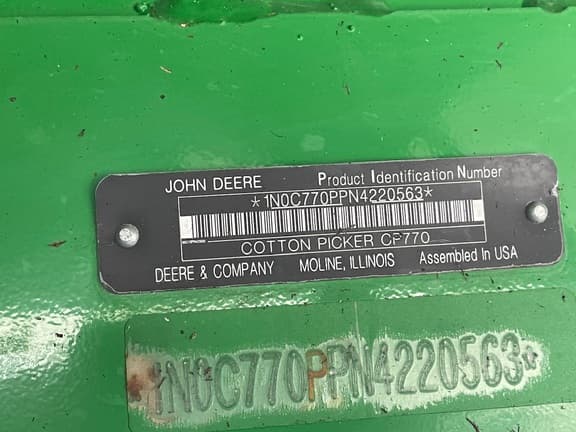 JOHN DEERE Product Identification Number
*1N0C770PPN4220563*
COTTON PICKER CP770
DEERE & COMPANY MOLINE, ILLINOIS Assembled In USA
*1N0C770PPN4220563*